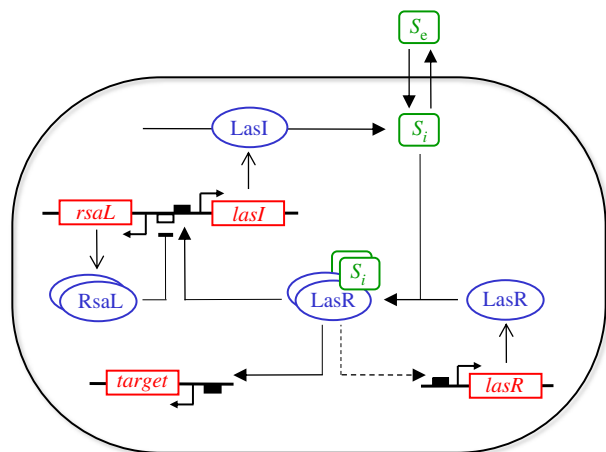 Se
LasI
Si
rsaL
lasI
Si
RsaL
LasR
LasR
target
lasR